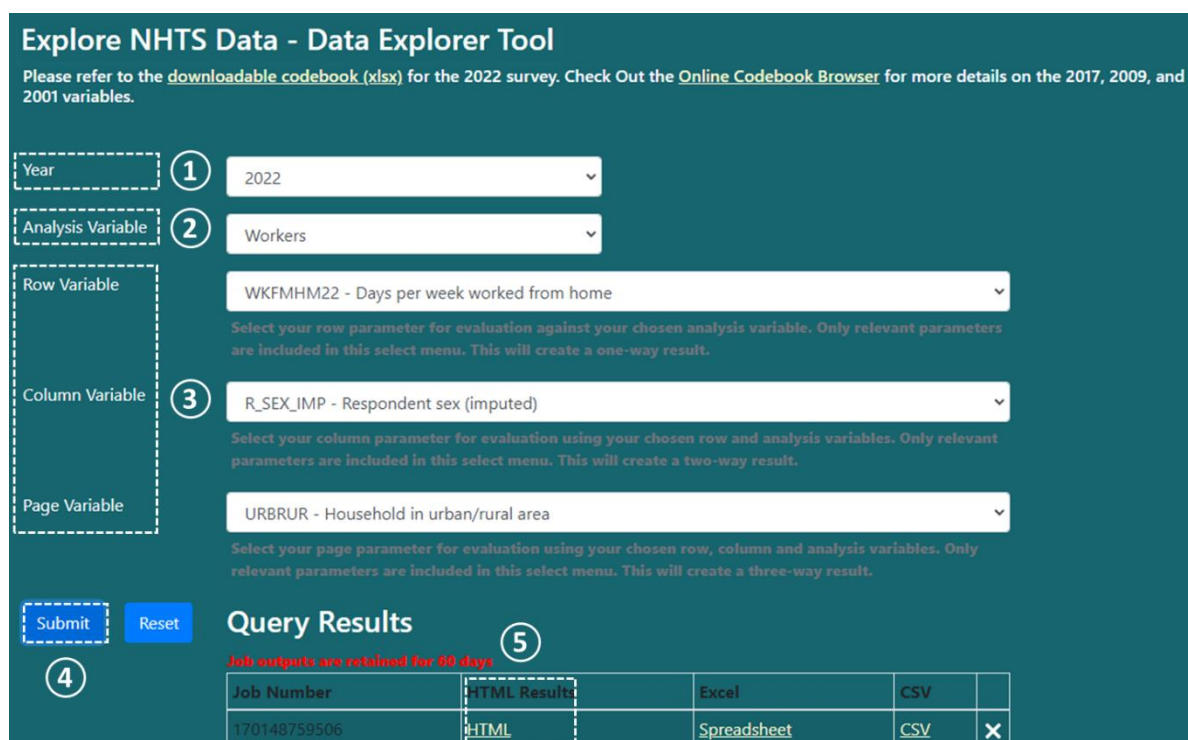 Explore NHTS Data - Data Explorer Tool
Please refer to the downloadable codebook (xlsx) for the 2022 survey. Check Out the Online Codebook Browser for more details on the 2017, 2009, and
2001 variables.
Year
1
2022
Analysis Variable
2
Workers
Row Variable
WKFMHM22 - Days per week worked from home
Select your row parameter for evaluation against your chosen analysis variable. Only relevant parameters
are included in this select menu. This will create a one-way result.
Column Variable
3
R_SEX_IMP - Respondent sex (imputed)
Select your column parameter for evaluation using your chosen row and analysis variables. Only relevant
parameters are included in this select menu. This will create a two-way result.
Page Variable
URBRUR - Household in urban/rural area
Select your page parameter for evaluation using your chosen row, column and analysis variables. Only
relevant parameters are included in this select menu. This will create a three-way result.
Submit Reset Query Results
4
5
Job outputs are retained for 60 days
Job Number HTML Results Excel CSV
170148759506 HTML Spreadsheet CSV ×